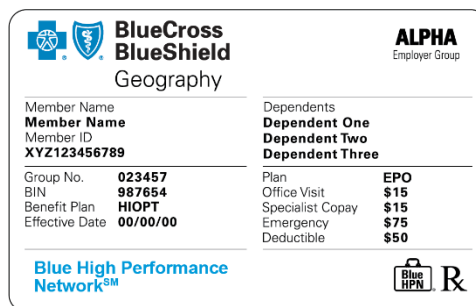 BlueCross
BlueShield
Geography
ALPHA
Employer Group
Member Name
Member Name
Member ID
XYZ123456789
Dependents
Dependent One
Dependent Two
Dependent Three
Group No. 023457
BIN 987654
Benefit Plan HIOPT
Effective Date 00/00/00
Plan EPO
Office Visit $15
Specialist Copay $15
Emergency $75
Deductible $50
Blue High Performance
Network℠
Blue
HPN
Rx